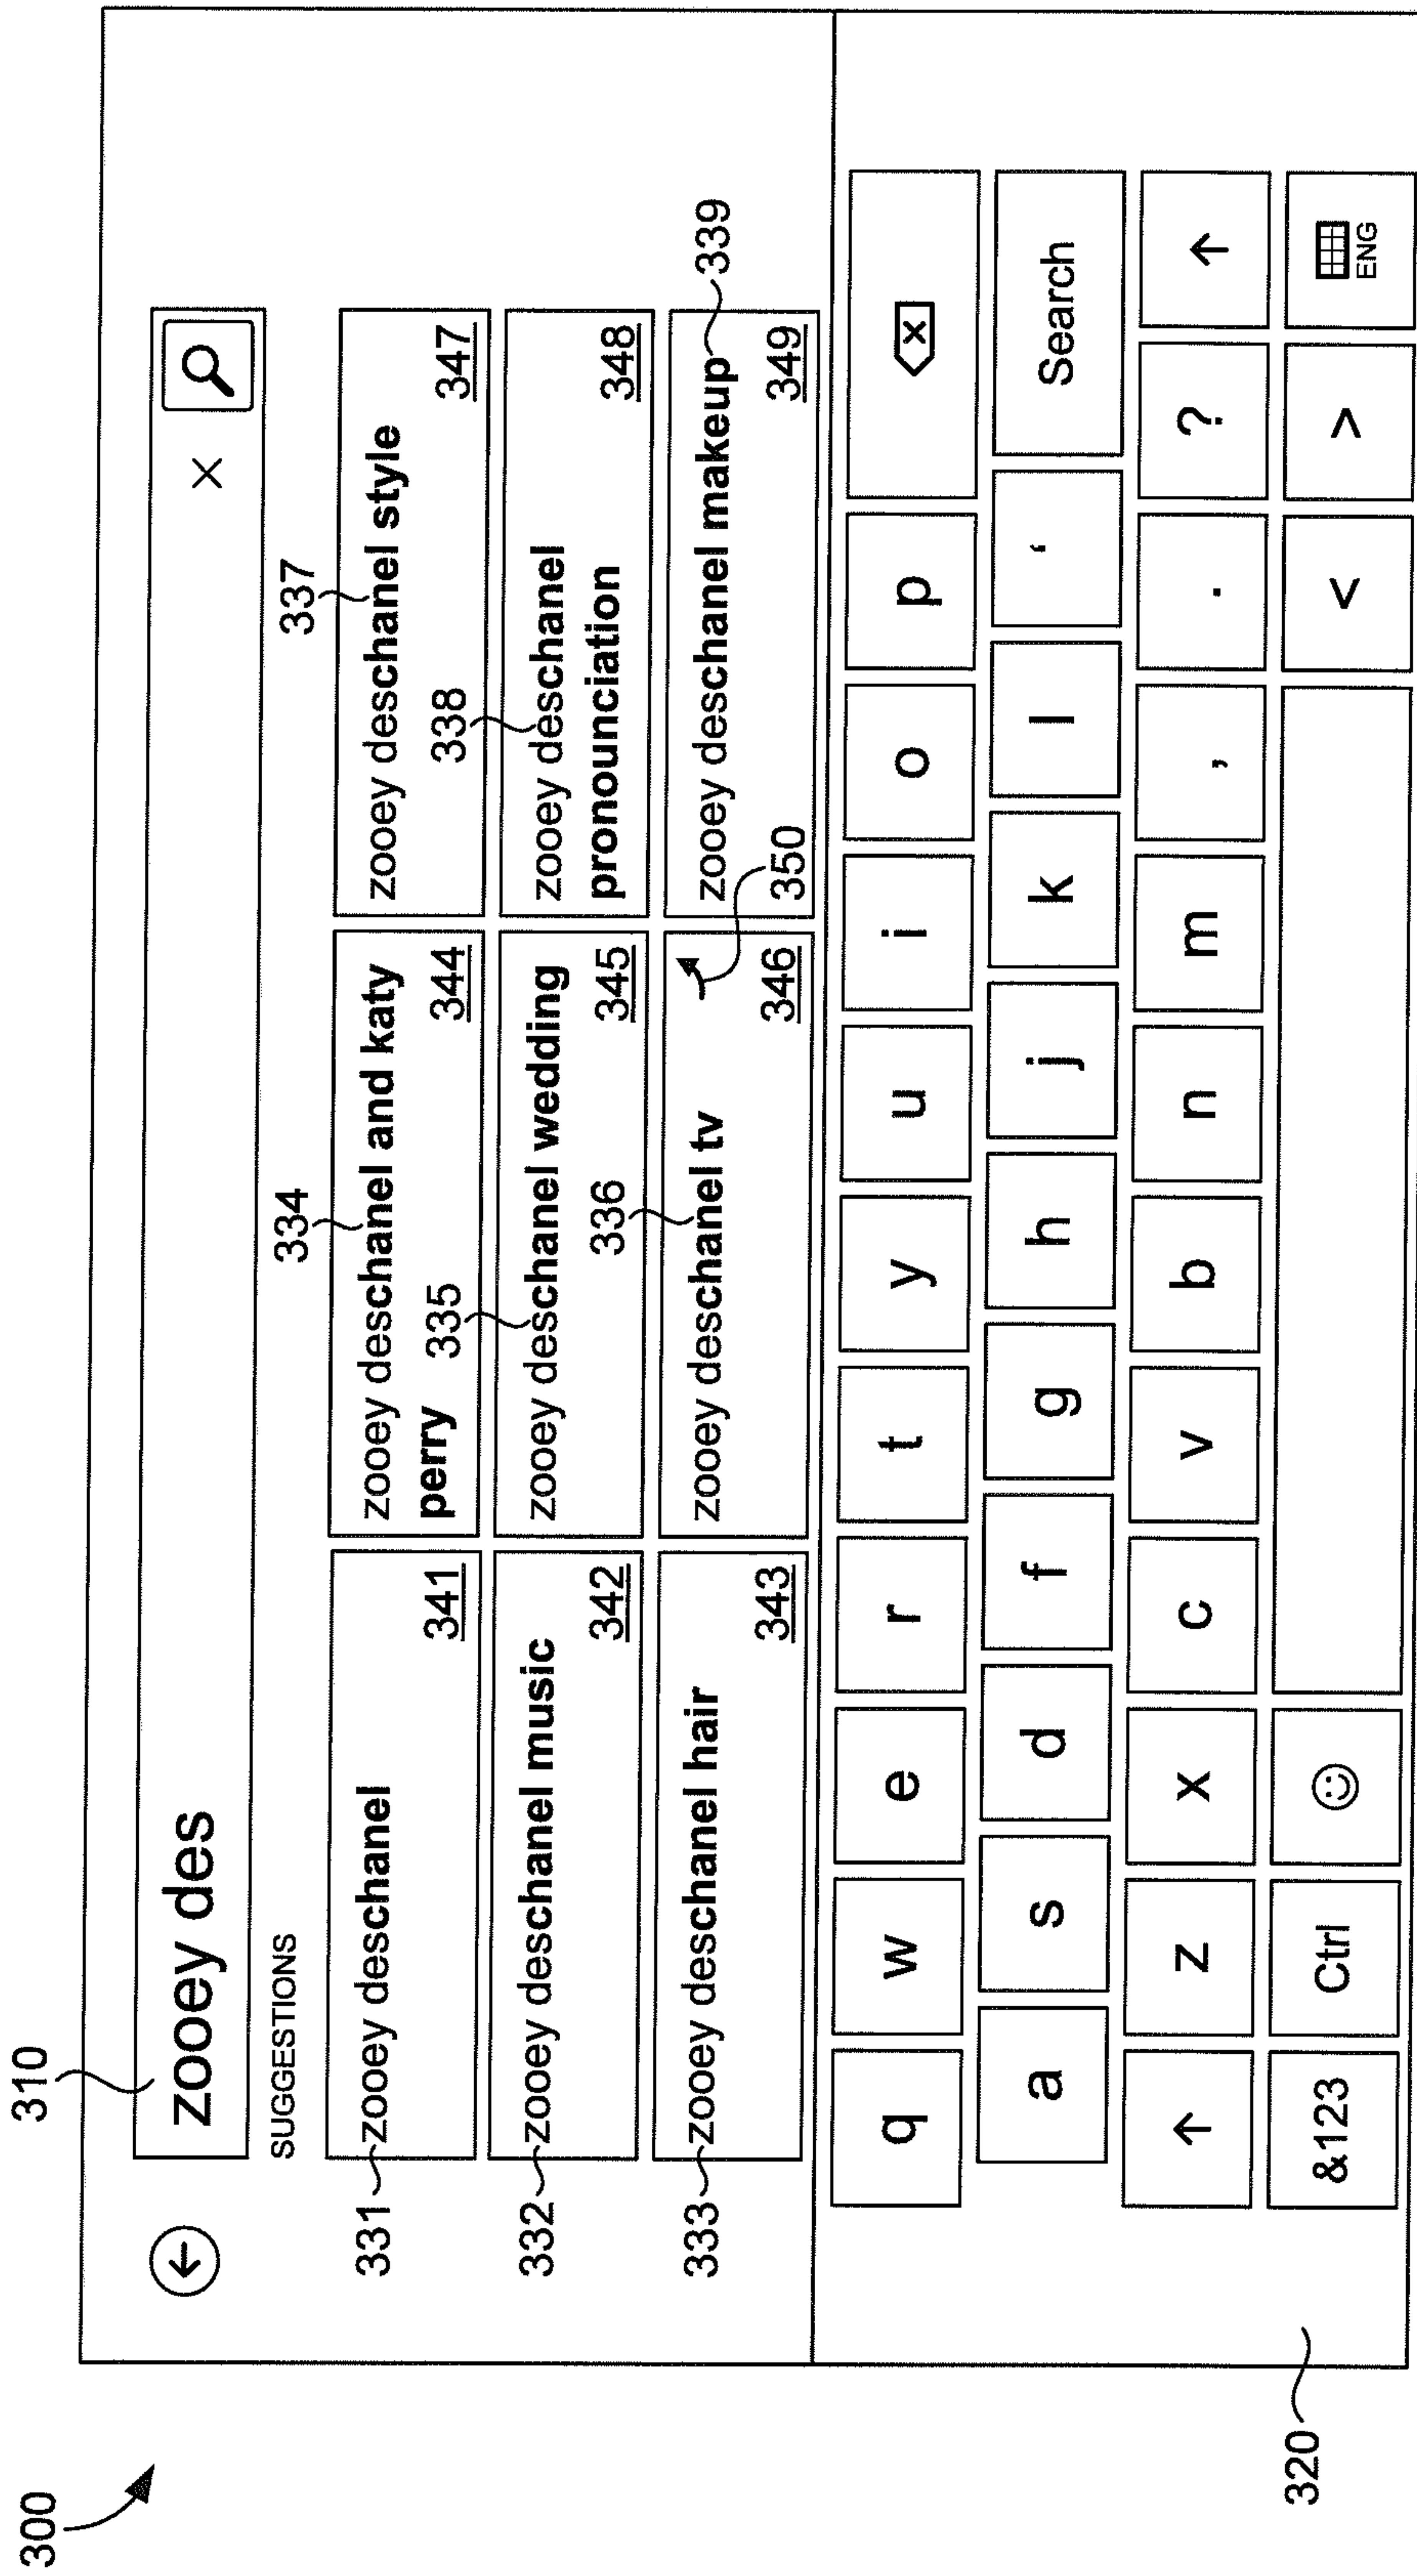 300
310
zooey des ×
SUGGESTIONS
334 337
331 zooey deschanel 341
zooey deschanel and katy
perry 335 344
zooey deschanel style
338 347
332 zooey deschanel music 342
zooey deschanel wedding
336 345
zooey deschanel
pronounciation 348
333 zooey deschanel hair 343
zooey deschanel tv 346
zooey deschanel makeup 339
350 349
q w e r t y u i o p ×
a s d f g h j k l ‘ Search
↑ z x c v b n m , . ? ↑
&123 Ctrl < > ENG
320